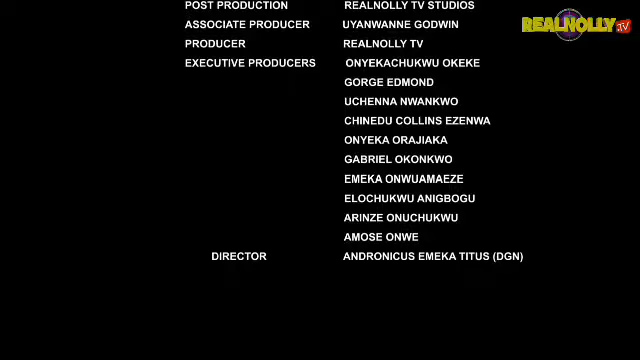 POST PRODUCTION REALNOLLY TV STUDIOS
ASSOCIATE PRODUCER UYANWANNE GODWIN
PRODUCER REALNOLLY TV
EXECUTIVE PRODUCERS ONYEKACHUKWU OKEKE
GORGE EDMOND
UCHENNA NWANKWO
CHINEDU COLLINS EZENWA
ONYEKA ORAJIAKA
GABRIEL OKONKWO
EMEKA ONWUAMAEZE
ELOCHUKWU ANIGBOGU
ARINZE ONUCHUKWU
AMOSE ONWE
DIRECTOR ANDRONICUS EMEKA TITUS (DGN)
REALNOLLY.TV